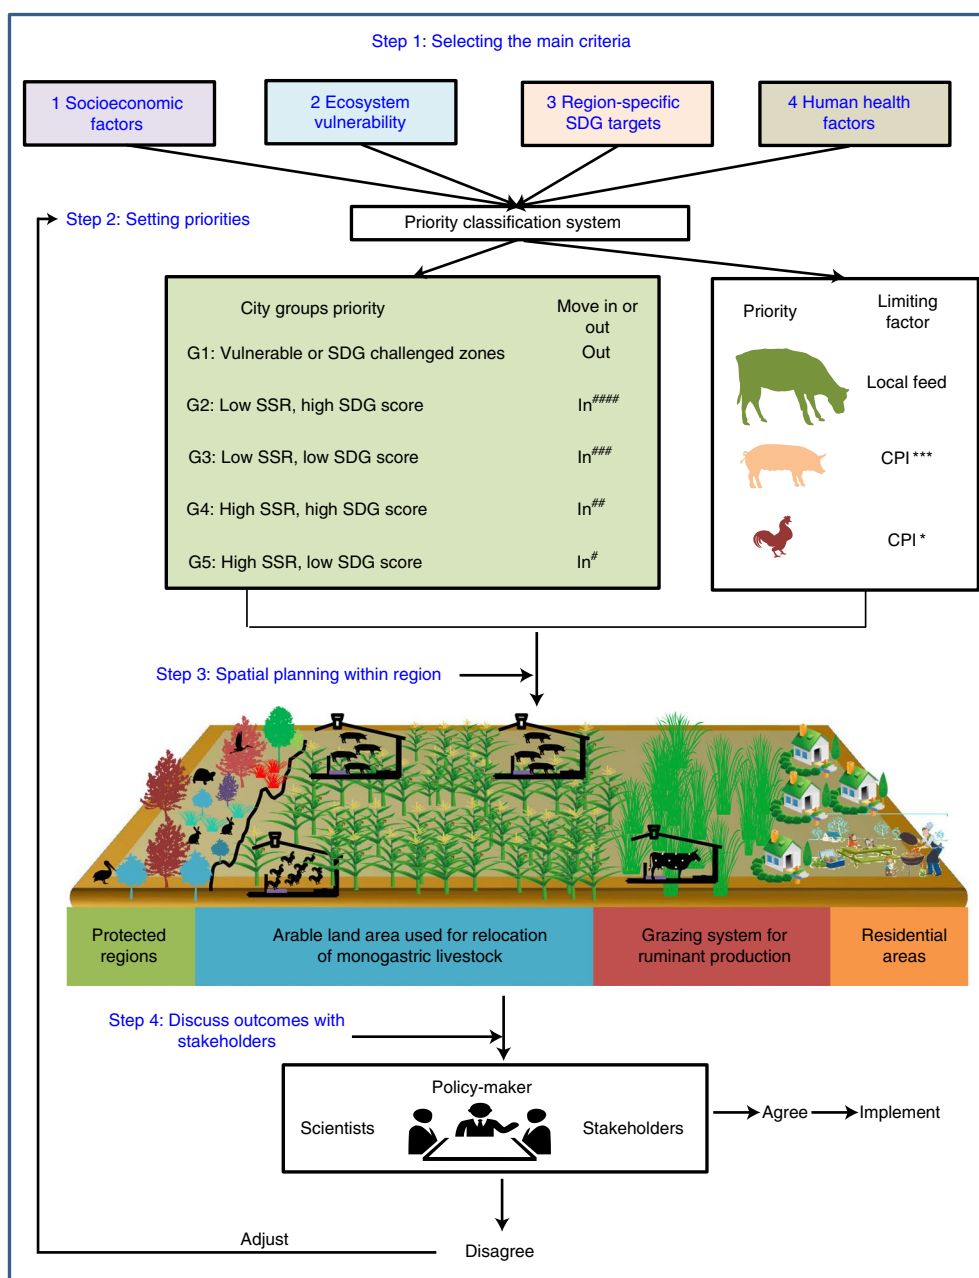 Step 1: Selecting the main criteria
1 Socioeconomic
factors
2 Ecosystem
vulnerability
3 Region-specific
SDG targets
4 Human health
factors
Step 2: Setting priorities
Priority classification system
City groups priority
Move in or
out
G1: Vulnerable or SDG challenged zones
Out
G2: Low SSR, high SDG score
In####
G3: Low SSR, low SDG score
In###
G4: High SSR, high SDG score
In##
G5: High SSR, low SDG score
In#
Priority
Limiting
factor
Local feed
CPI ***
CPI *
Step 3: Spatial planning within region
Protected
regions
Arable land area used for relocation
of monogastric livestock
Grazing system for
ruminant production
Residential
areas
Step 4: Discuss outcomes with
stakeholders
Policy-maker
Scientists
Stakeholders
Agree
Implement
Adjust
Disagree